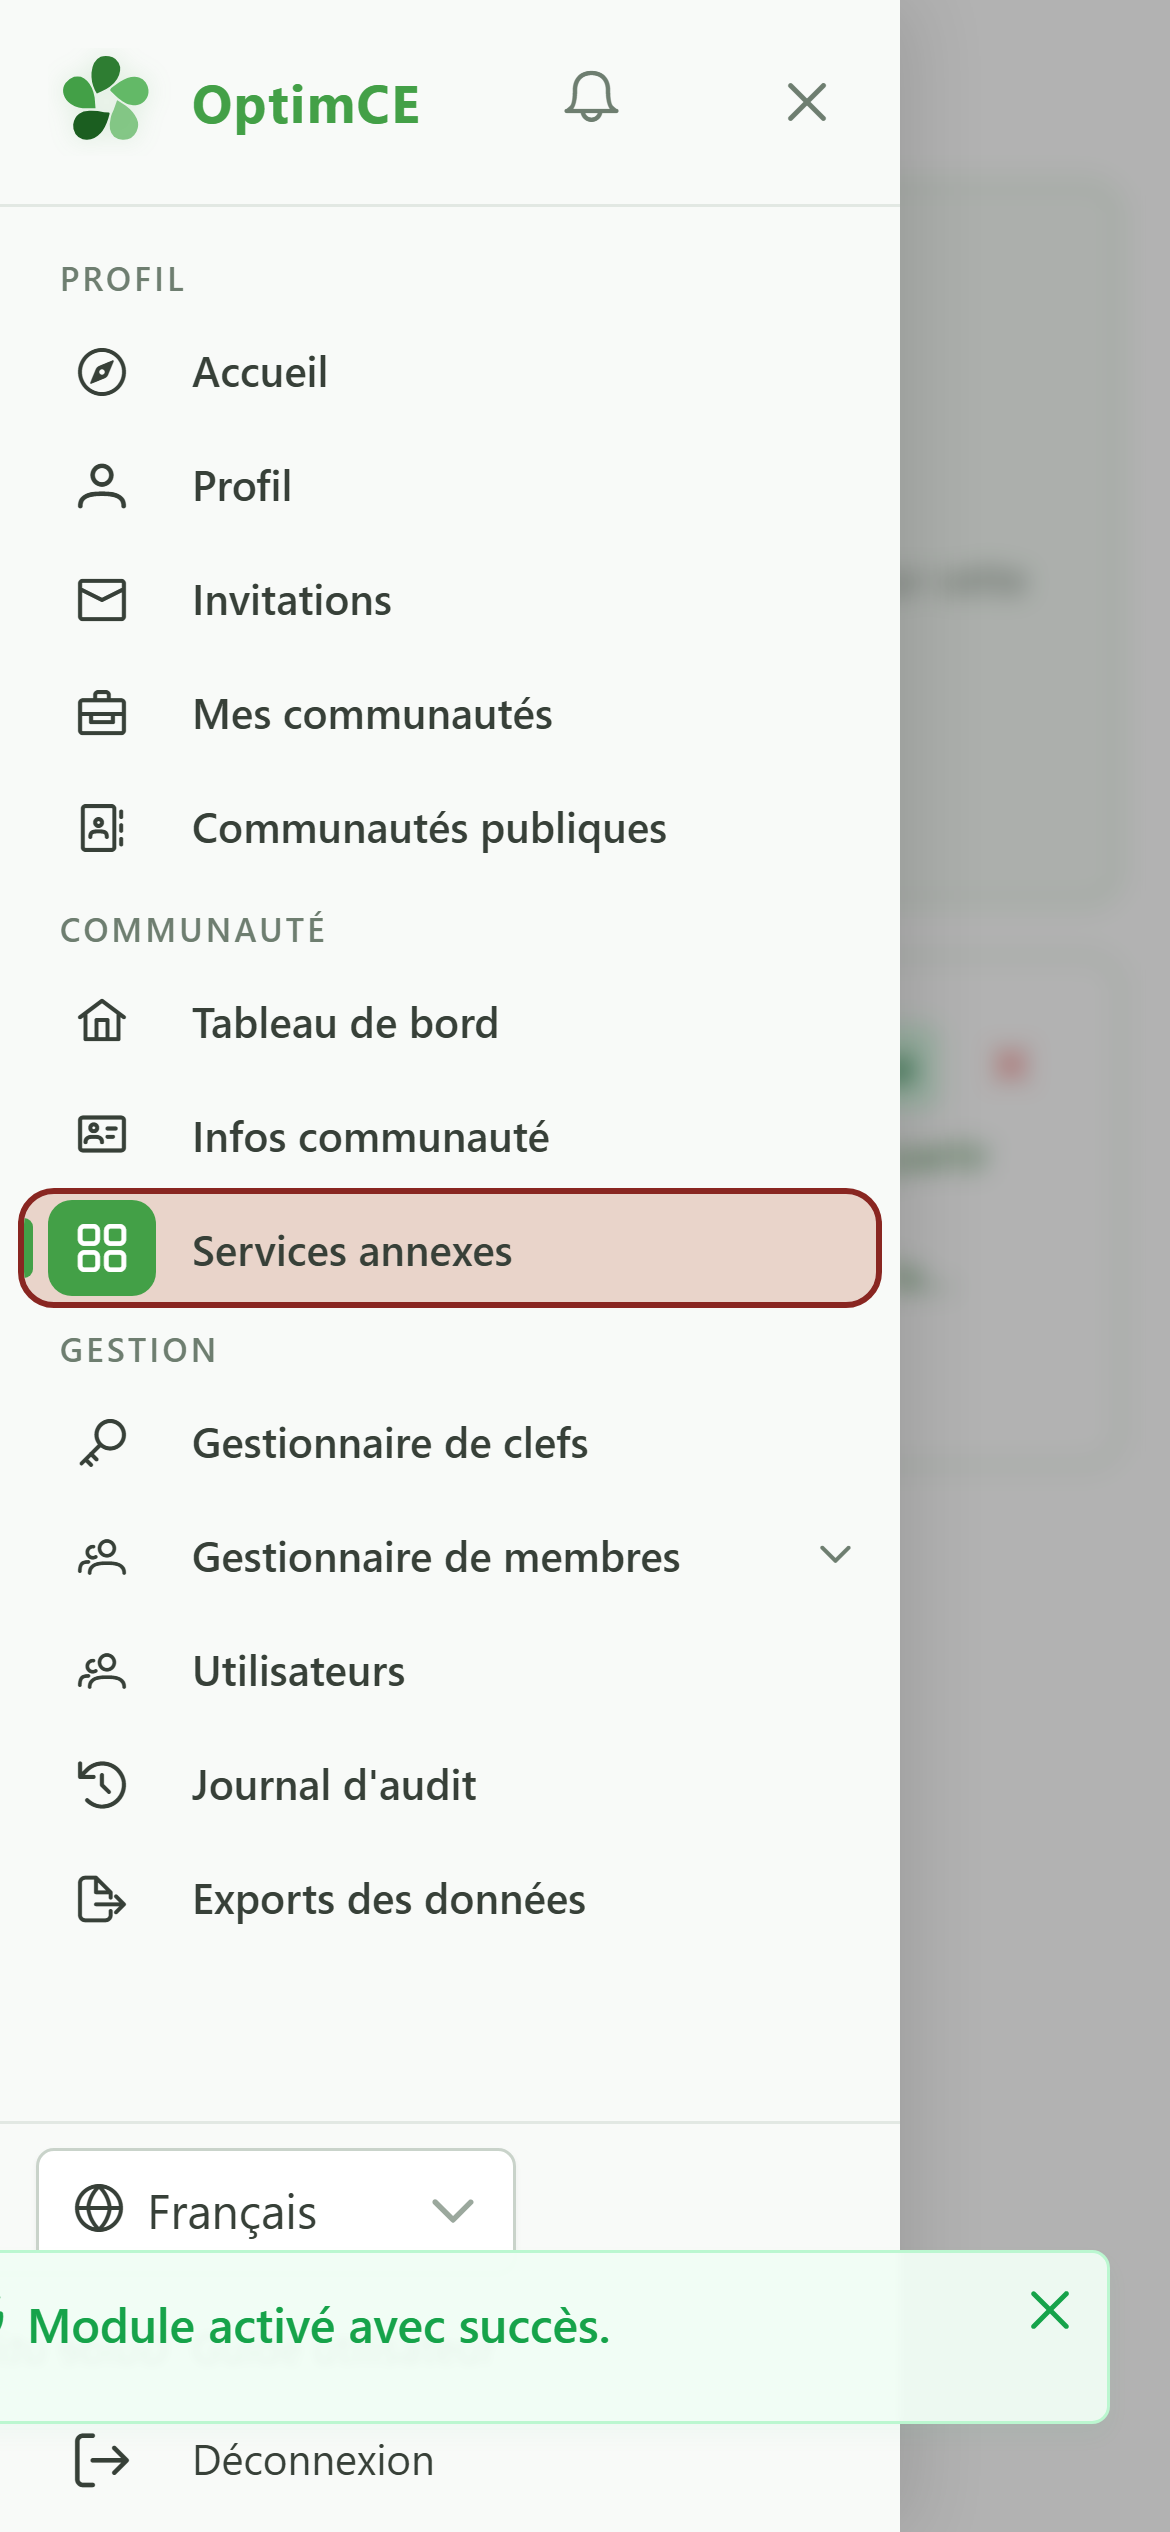 OptimCE
PROFIL
Accueil
Profil
Invitations
Mes communautés
Communautés publiques
COMMUNAUTÉ
Tableau de bord
Infos communauté
Services annexes
GESTION
Gestionnaire de clefs
Gestionnaire de membres
Utilisateurs
Journal d'audit
Exports des données
Français
Module activé avec succès.
Déconnexion